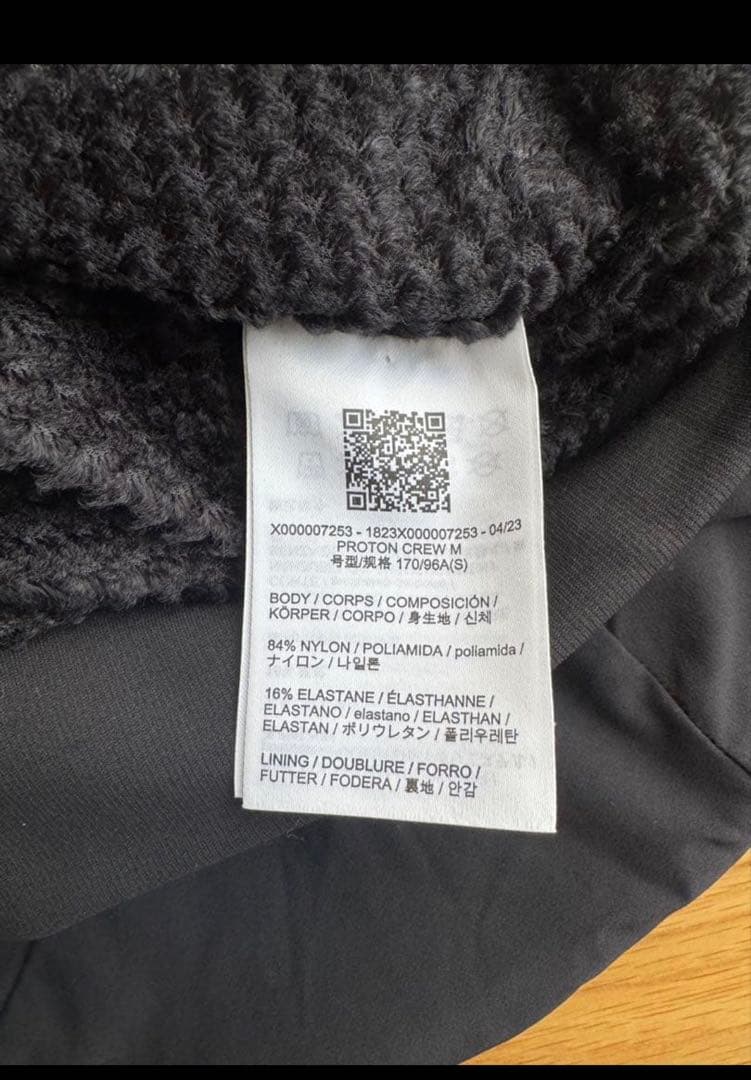 X000007253 - 1823X000007253 - 04/23
PROTON CREW M
号型/规格 170/96A(S)
BODY / CORPS / COMPOSICIÓN /
KÖRPER / CORPO / 身生地 / 신체
84% NYLON / POLIAMIDA / poliamida /
ナイロン / 나일론
16% ELASTANE / ÉLASTHANNE /
ELASTANO / elastano / ELASTHAN /
ELASTAN / ポリウレタン / 폴리우레탄
LINING / DOUBLURE / FORRO /
FUTTER / FODERA / 裏地 / 안감